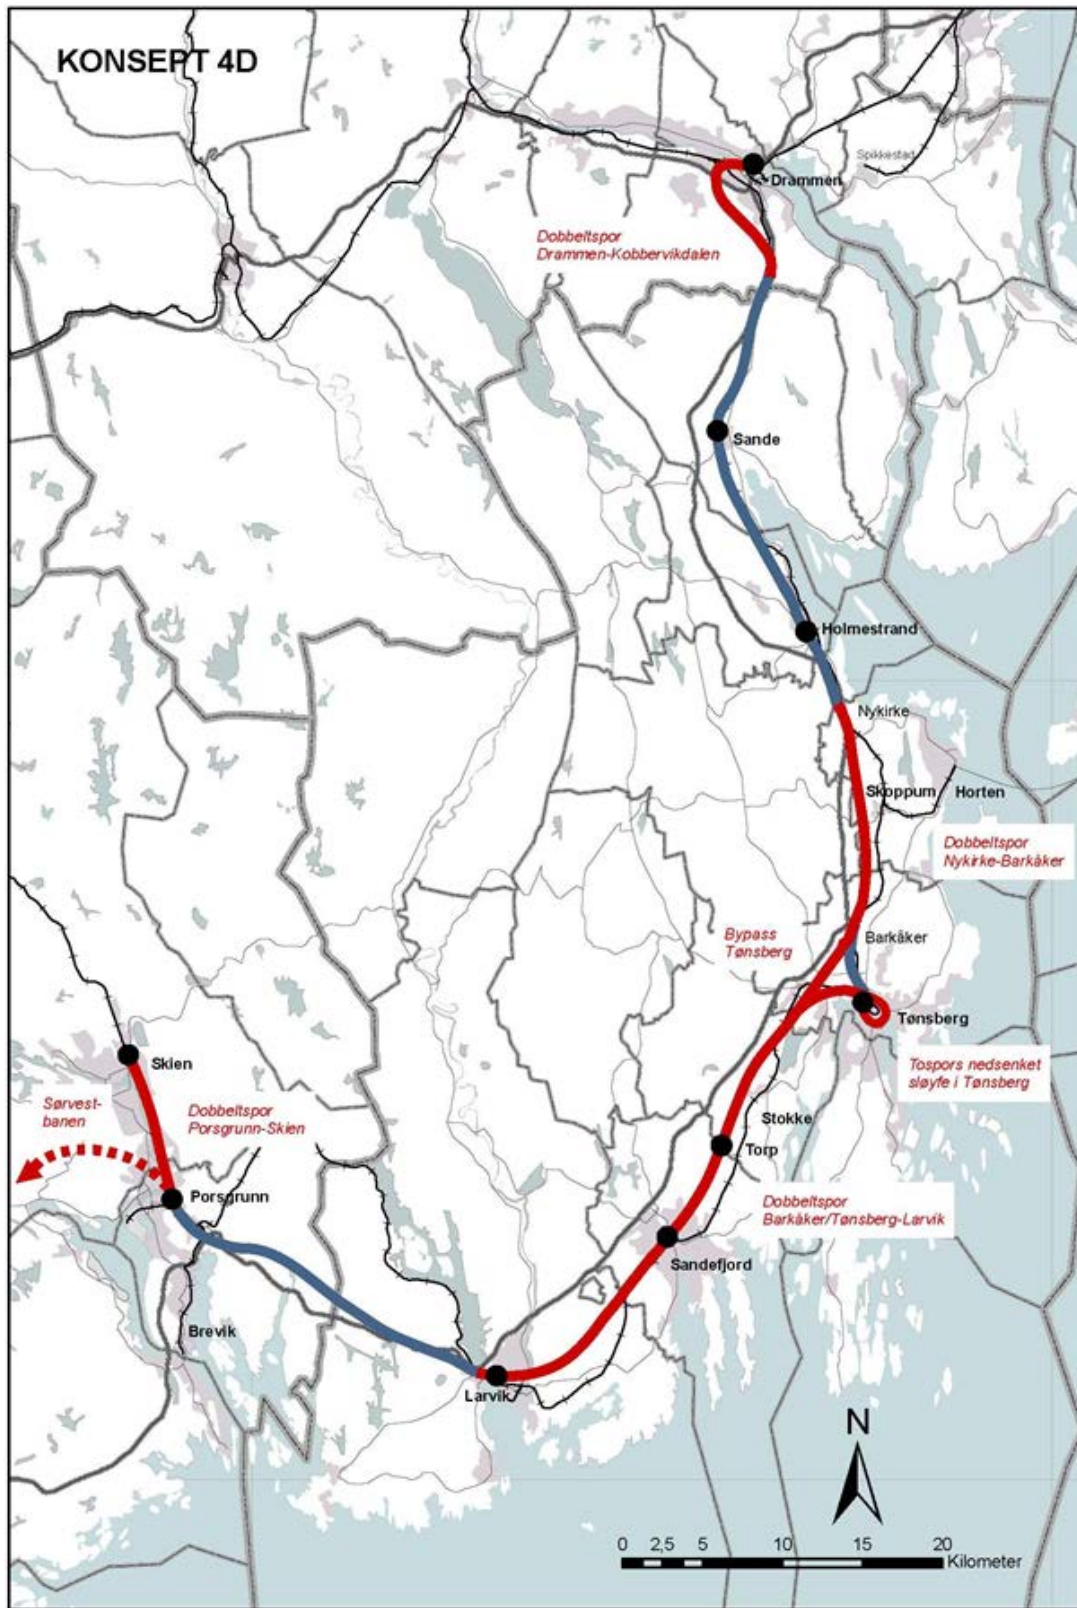 KONSEPT 4D
Spikkestad
Drammen
Dobbeltspor
Drammen-Kobbervikdalen
Sande
Holmestrand
Nykirke
Skoppum
Horten
Dobbeltspor
Nykirke-Barkåker
Bypass
Tønsberg
Barkåker
Tønsberg
Tospors nedsenket
sløyfe i Tønsberg
Skien
Sørvest-
banen
Dobbeltspor
Porsgrunn-Skien
Stokke
Torp
Porsgrunn
Dobbeltspor
Barkåker/Tønsberg-Larvik
Sandefjord
Brevik
Larvik
N
0 2,5 5 10 15 20
Kilometer